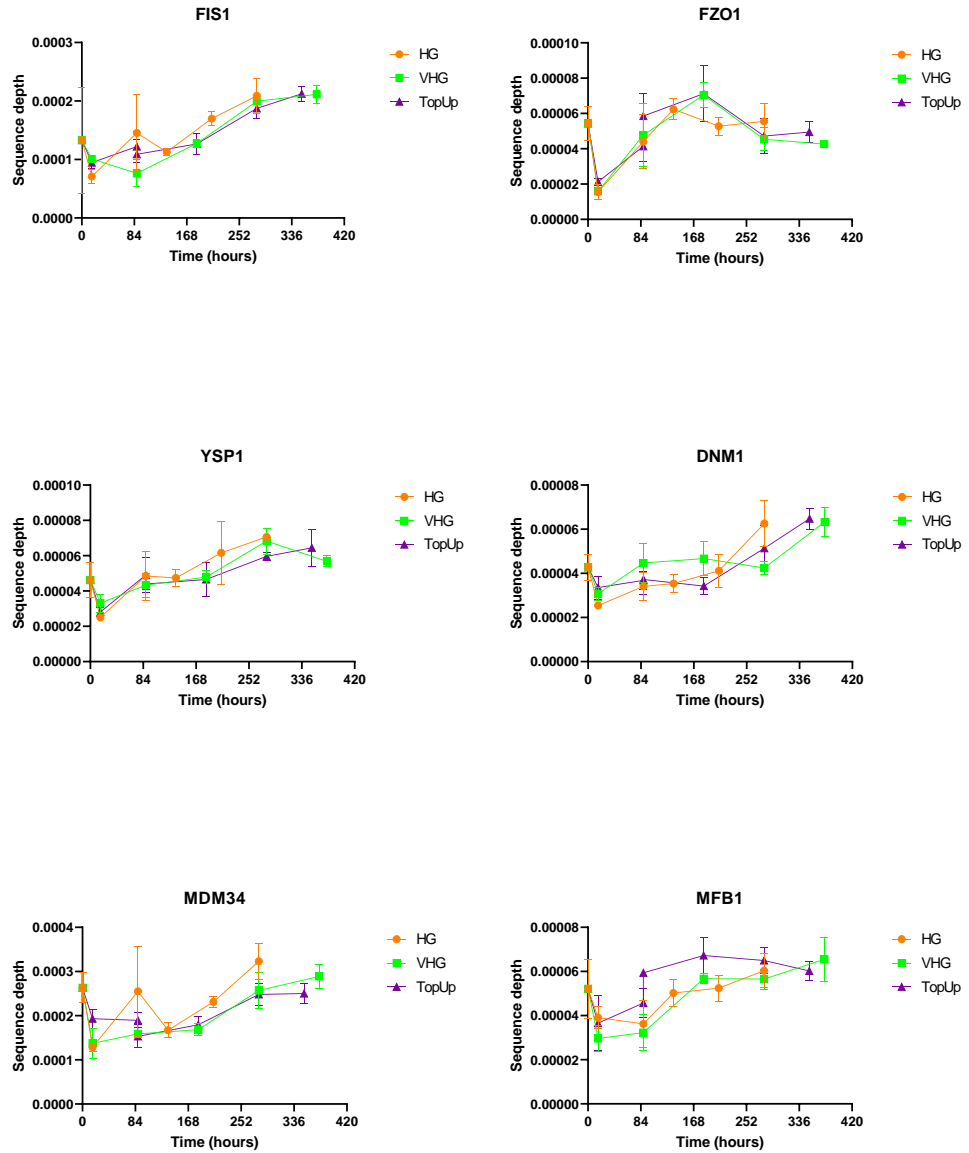 FIS1
0.0003
0.0002
0.0001
0.0000
Sequence depth
0 84 168 252 336 420
Time (hours)
HG
VHG
TopUp
FZO1
0.00010
0.00008
0.00006
0.00004
0.00002
0.00000
Sequence depth
0 84 168 252 336 420
Time (hours)
HG
VHG
TopUp
YSP1
0.00010
0.00008
0.00006
0.00004
0.00002
0.00000
Sequence depth
0 84 168 252 336 420
Time (hours)
HG
VHG
TopUp
DNM1
0.00008
0.00006
0.00004
0.00002
0.00000
Sequence depth
0 84 168 252 336 420
Time (hours)
HG
VHG
TopUp
MDM34
0.0004
0.0003
0.0002
0.0001
0.0000
Sequence depth
0 84 168 252 336 420
Time (hours)
HG
VHG
TopUp
MFB1
0.00008
0.00006
0.00004
0.00002
0.00000
Sequence depth
0 84 168 252 336 420
Time (hours)
HG
VHG
TopUp